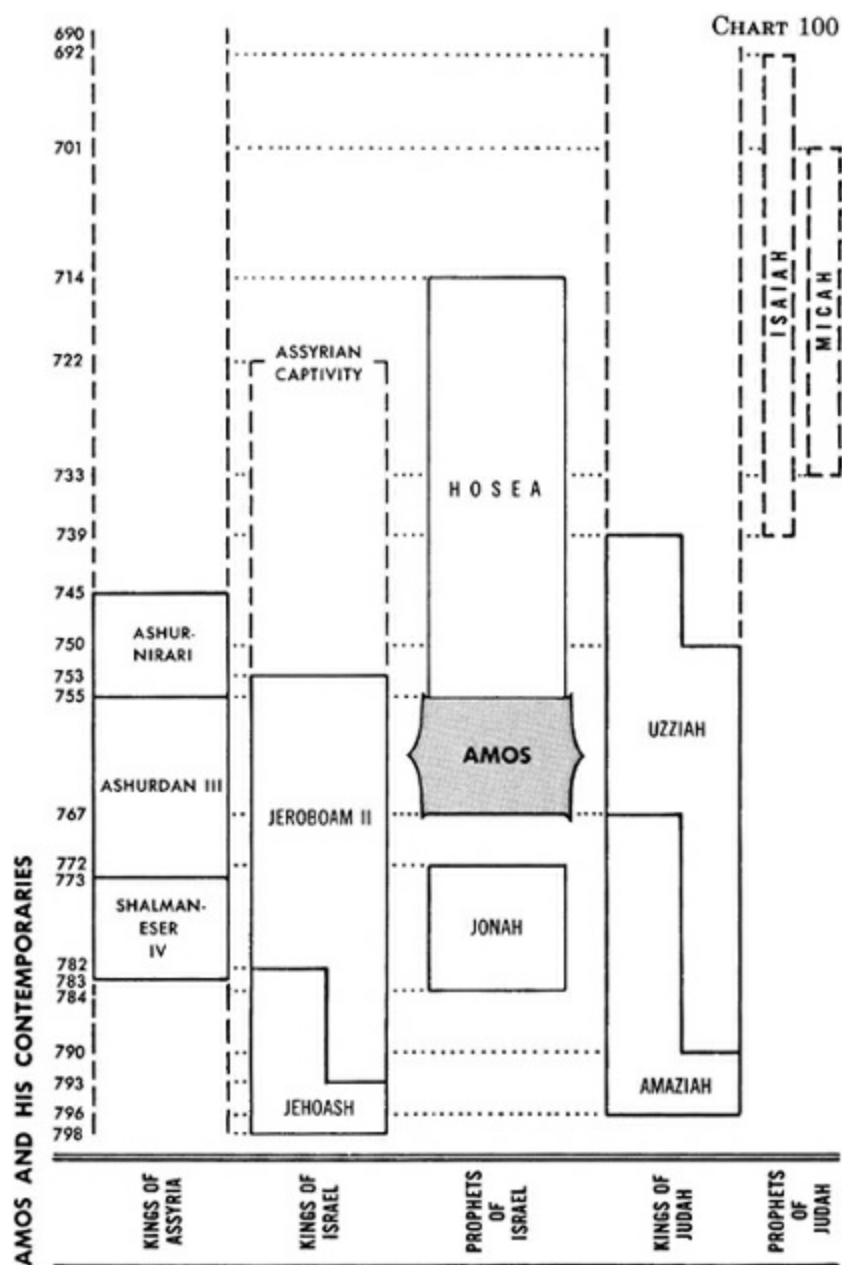 CHART 100
690
692
701
714
722
733
739
745
750
753
755
767
772
773
782
783
784
790
793
796
798
ASHUR-
NIRARI
ASHURDAN III
SHALMAN-
ESER
IV
ASSYRIAN
CAPTIVITY
JEROBOAM II
JEHOASH
HOSEA
AMOS
JONAH
UZZIAH
AMAZIAH
ISAIAH
MICAH
KINGS OF
ASSYRIA
KINGS OF
ISRAEL
PROPHETS
OF
ISRAEL
KINGS OF
JUDAH
PROPHETS
OF
JUDAH
AMOS AND HIS CONTEMPORARIES